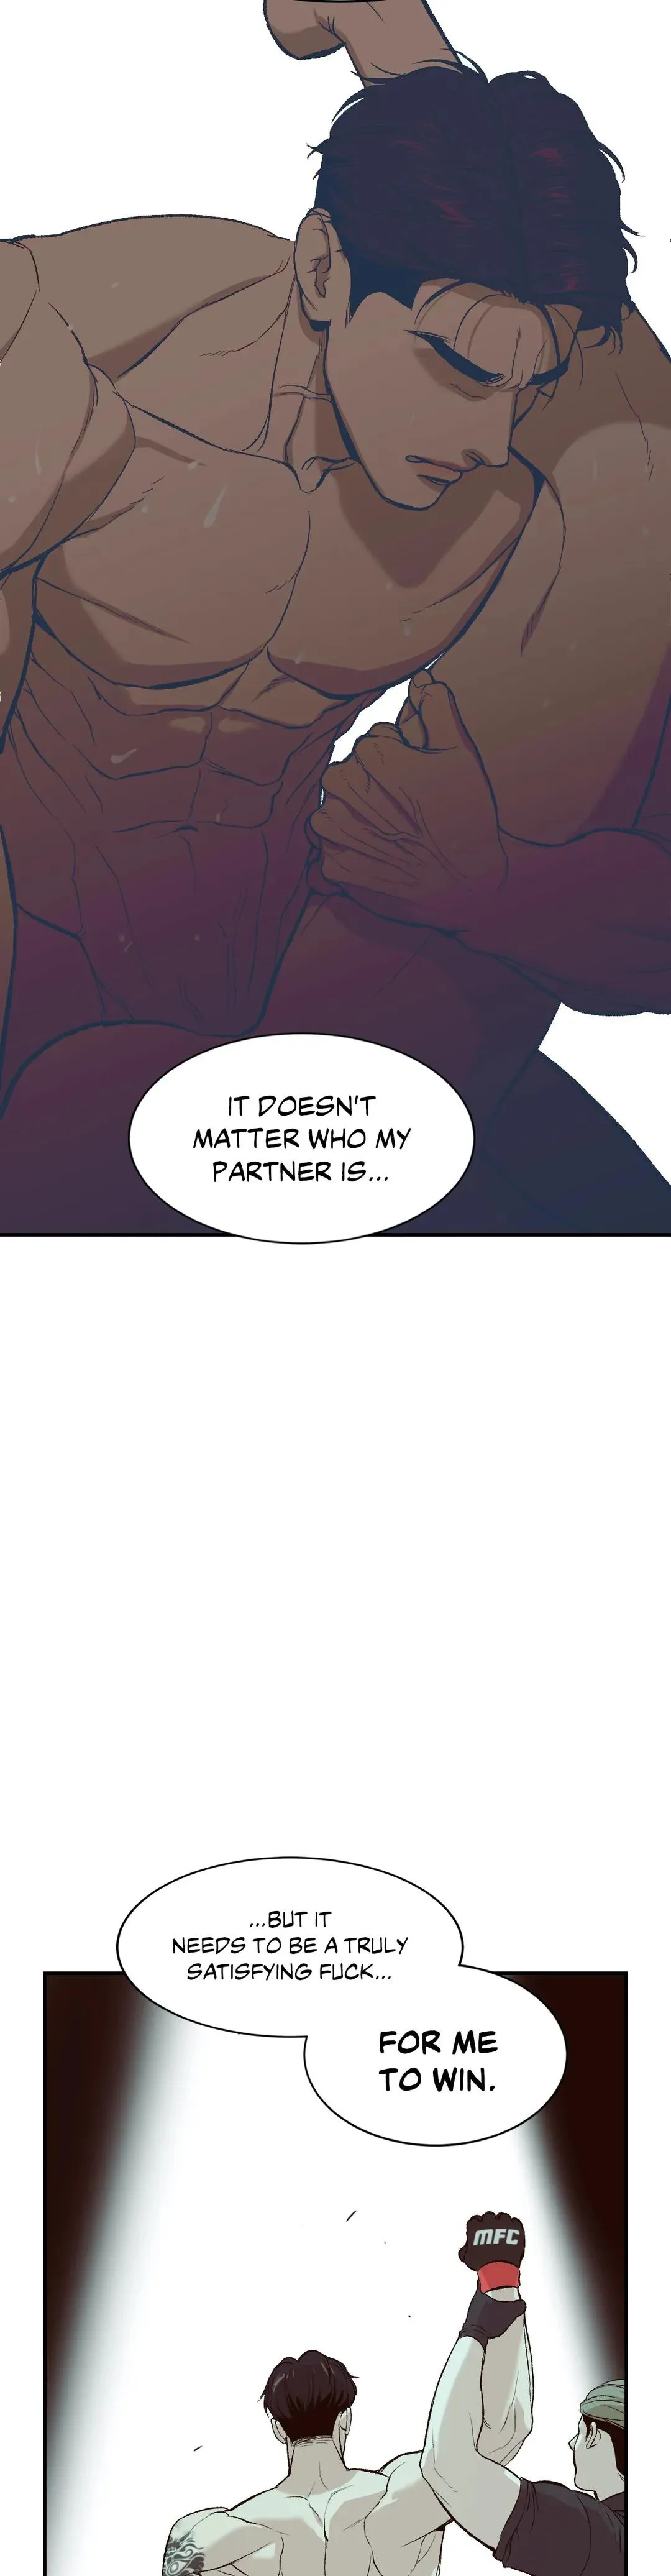 IT DOESN'T
MATTER WHO MY
PARTNER IS...
...BUT IT
NEEDS TO BE A TRULY
SATISFYING FUCK...
FOR ME
TO WIN.
MFC